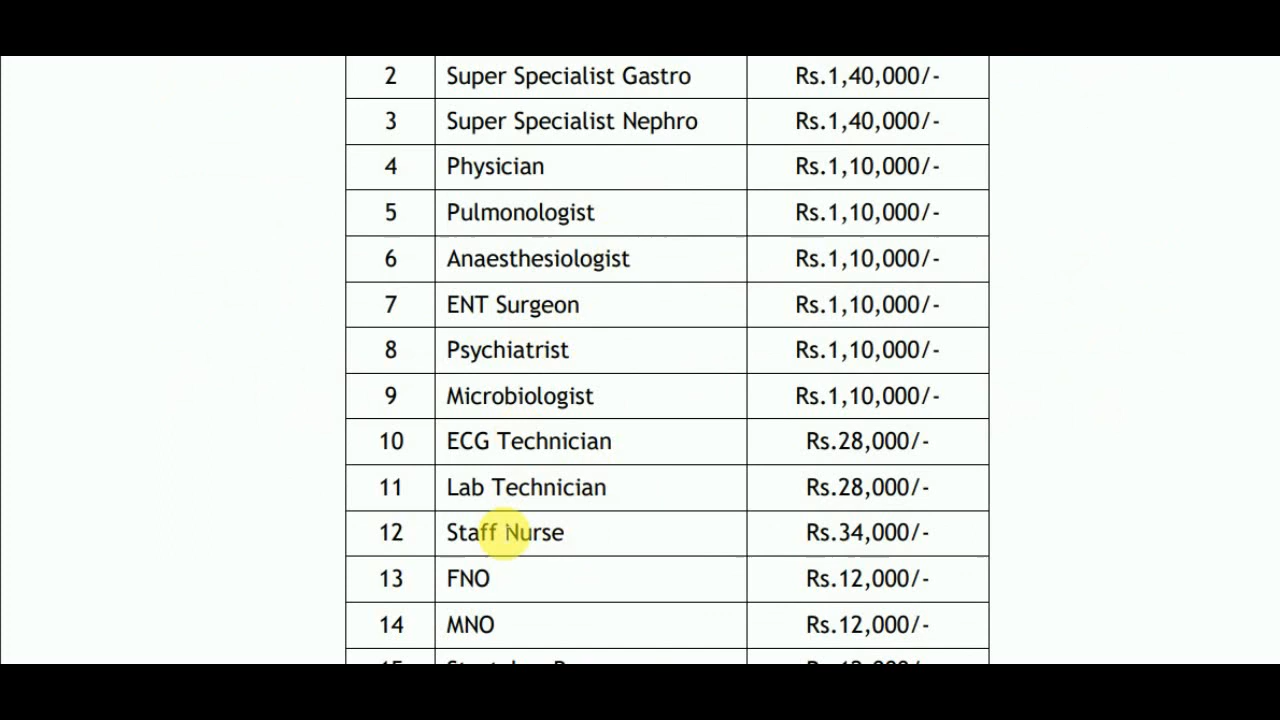 2 Super Specialist Gastro Rs.1,40,000/-
3 Super Specialist Nephro Rs.1,40,000/-
4 Physician Rs.1,10,000/-
5 Pulmonologist Rs.1,10,000/-
6 Anaesthesiologist Rs.1,10,000/-
7 ENT Surgeon Rs.1,10,000/-
8 Psychiatrist Rs.1,10,000/-
9 Microbiologist Rs.1,10,000/-
10 ECG Technician Rs.28,000/-
11 Lab Technician Rs.28,000/-
12 Staff Nurse Rs.34,000/-
13 FNO Rs.12,000/-
14 MNO Rs.12,000/-